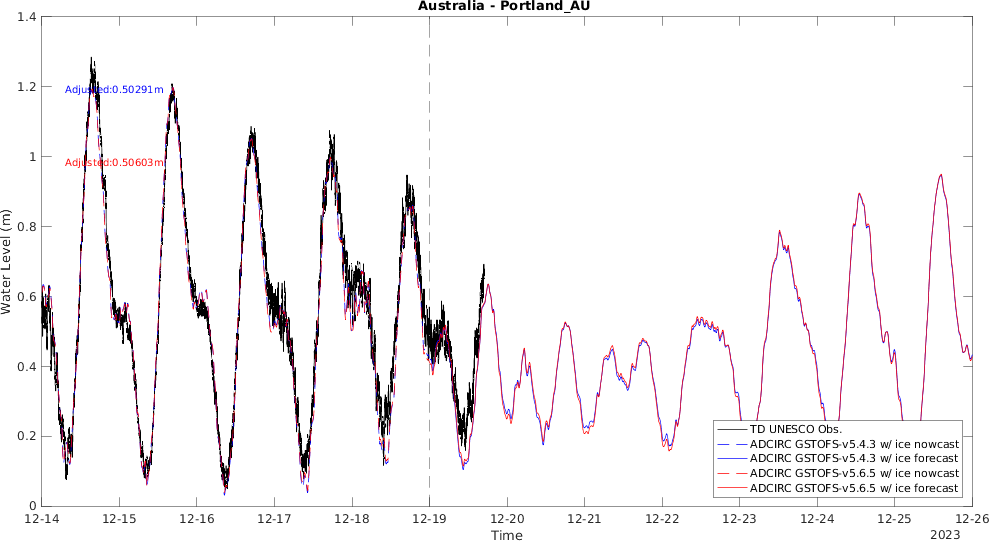 Australia - Portland_AU
1.4
1.2
1
0.8
0.6
0.4
0.2
0
Water Level (m)
Adjusted:0.50291m
Adjusted:0.50603m
TD UNESCO Obs.
ADCIRC GSTOFS-v5.4.3 w/ ice nowcast
ADCIRC GSTOFS-v5.4.3 w/ ice forecast
ADCIRC GSTOFS-v5.6.5 w/ ice nowcast
ADCIRC GSTOFS-v5.6.5 w/ ice forecast
12-14 12-15 12-16 12-17 12-18 12-19 12-20 12-21 12-22 12-23 12-24 12-25 12-26
Time
2023